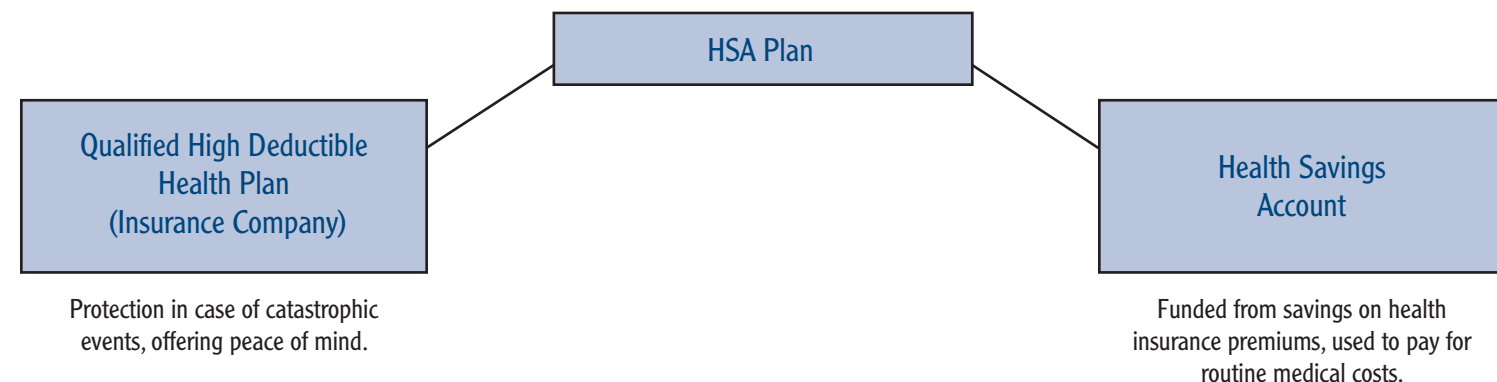 HSA Plan
Qualified High Deductible
Health Plan
(Insurance Company)
Protection in case of catastrophic
events, offering peace of mind.
Health Savings
Account
Funded from savings on health
insurance premiums, used to pay for
routine medical costs.